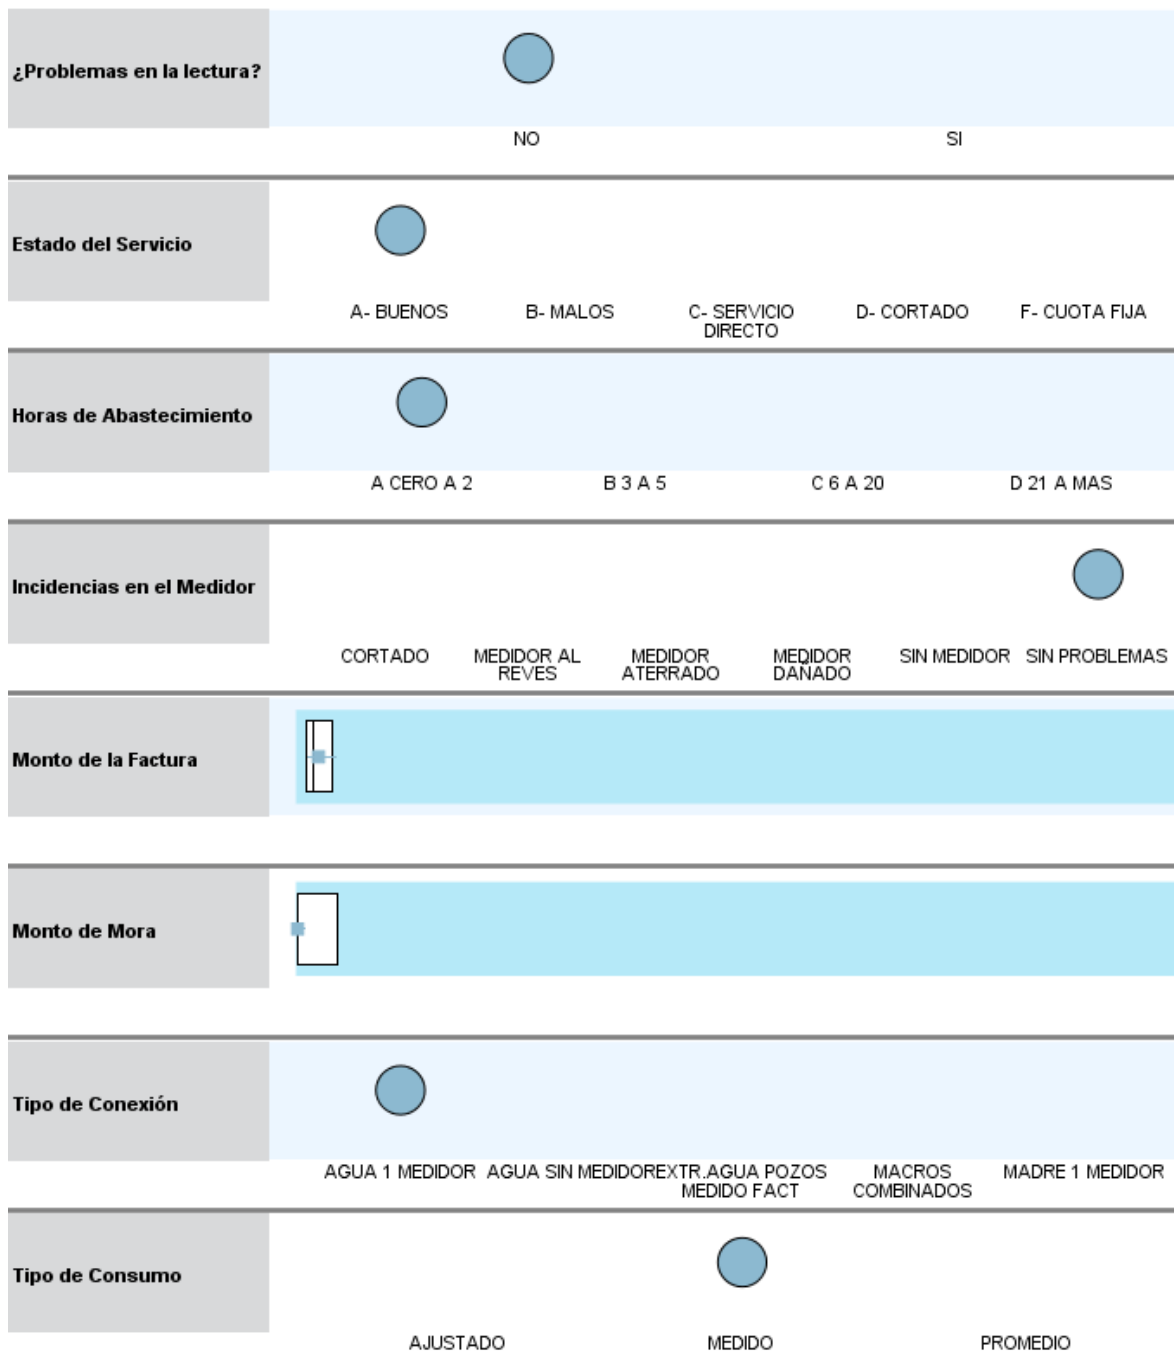 ¿Problemas en la lectura?
NO SI
Estado del Servicio
A- BUENOS B- MALOS C- SERVICIO DIRECTO D- CORTADO F- CUOTA FIJA
Horas de Abastecimiento
A CERO A 2 B 3 A 5 C 6 A 20 D 21 A MAS
Incidencias en el Medidor
CORTADO MEDIDOR AL REVES MEDIDOR ATERRADO MEDIDOR DAÑADO SIN MEDIDOR SIN PROBLEMAS
Monto de la Factura
Monto de Mora
Tipo de Conexión
AGUA 1 MEDIDOR AGUA SIN MEDIDOR EXTR.AGUA POZOS MEDIDO FACT MACROS COMBINADOS MADRE 1 MEDIDOR
Tipo de Consumo
AJUSTADO MEDIDO PROMEDIO